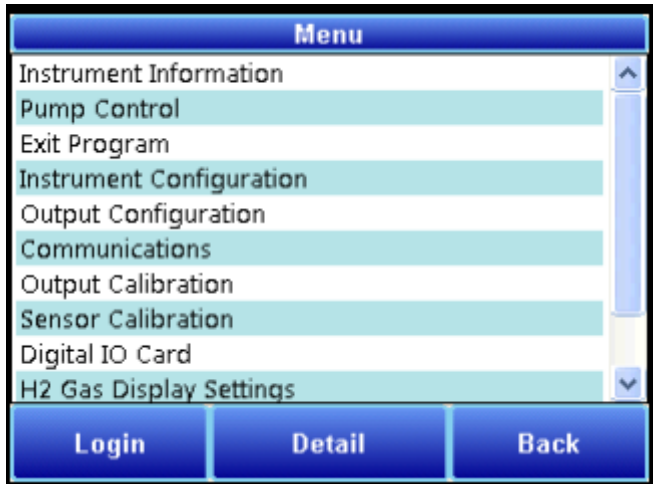 Menu
Instrument Information
Pump Control
Exit Program
Instrument Configuration
Output Configuration
Communications
Output Calibration
Sensor Calibration
Digital IO Card
H2 Gas Display Settings
Login Detail Back